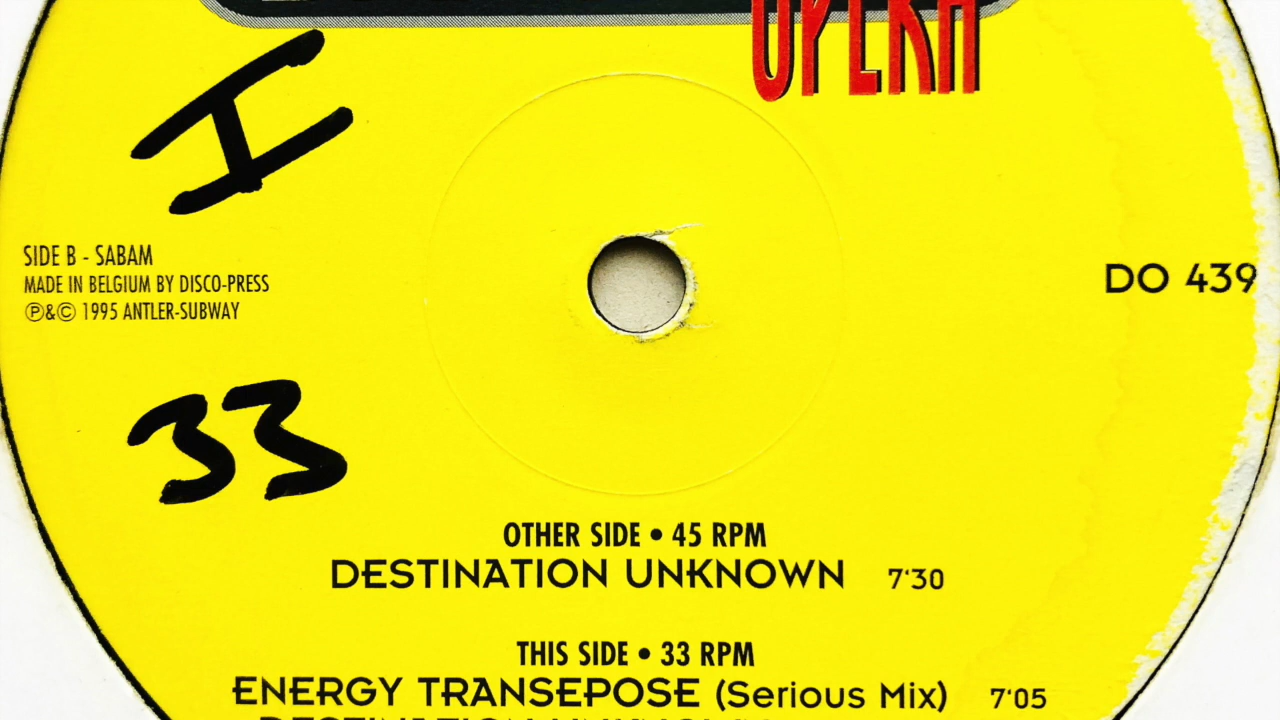 OPERA
I
SIDE B - SABAM
MADE IN BELGIUM BY DISCO-PRESS
℗&© 1995 ANTLER-SUBWAY
DO 439
33
OTHER SIDE • 45 RPM
DESTINATION UNKNOWN 7'30
THIS SIDE • 33 RPM
ENERGY TRANSEPOSE (Serious Mix) 7'05
DESTINATION